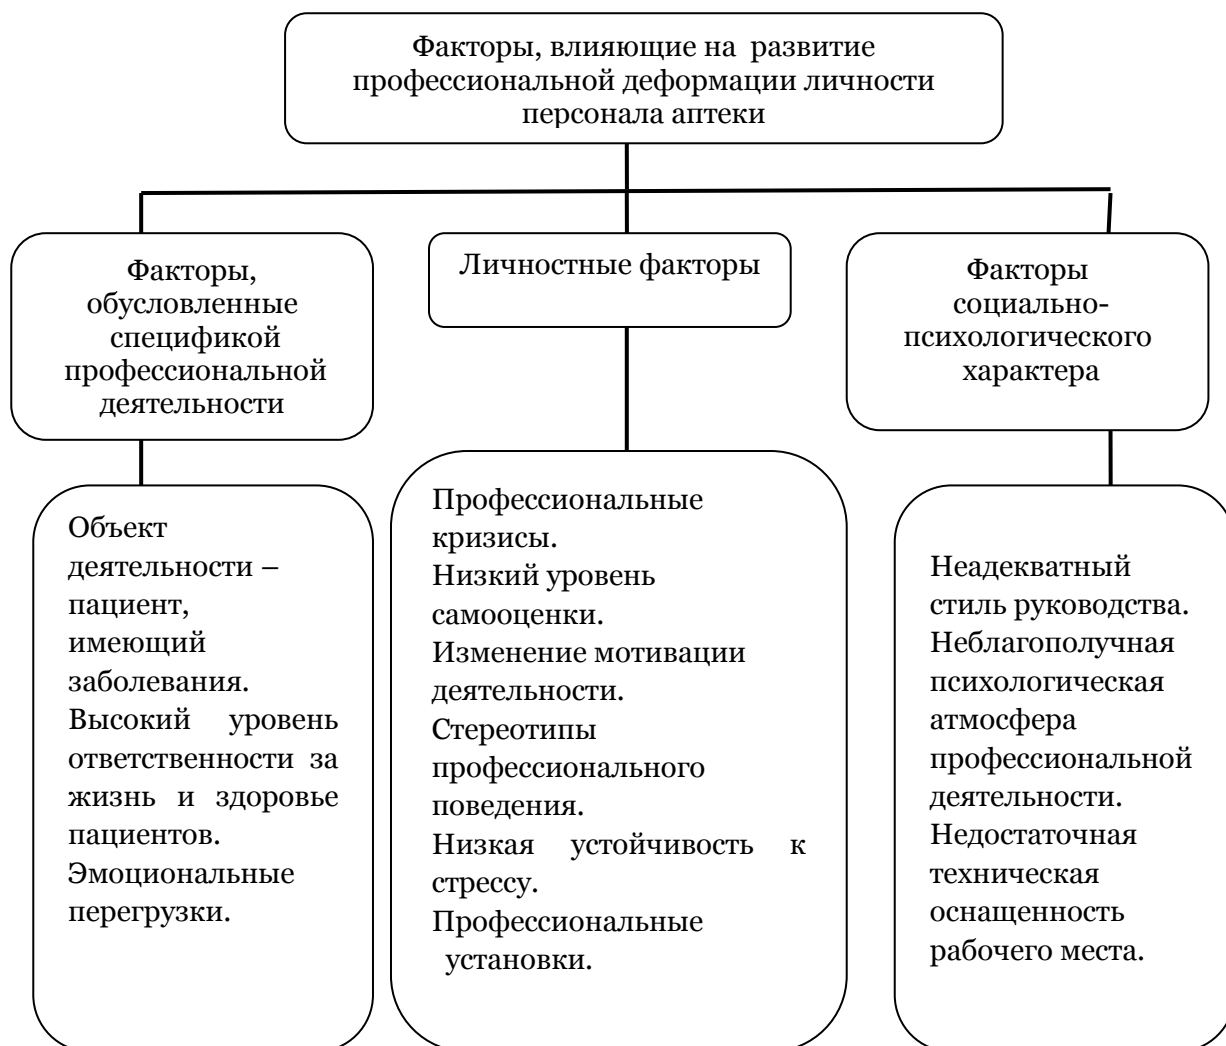 Факторы, влияющие на развитие
профессиональной деформации личности
персонала аптеки
Факторы,
обусловленные
спецификой
профессиональной
деятельности
Личностные факторы
Факторы
социально-
психологического
характера
Объект
деятельности –
пациент,
имеющий
заболевания.
Высокий уровень
ответственности за
жизнь и здоровье
пациентов.
Эмоциональные
перегрузки.
Профессиональные
кризисы.
Низкий уровень
самооценки.
Изменение мотивации
деятельности.
Стереотипы
профессионального
поведения.
Низкая устойчивость к
стрессу.
Профессиональные
установки.
Неадекватный
стиль руководства.
Неблагополучная
психологическая
атмосфера
профессиональной
деятельности.
Недостаточная
техническая
оснащенность
рабочего места.